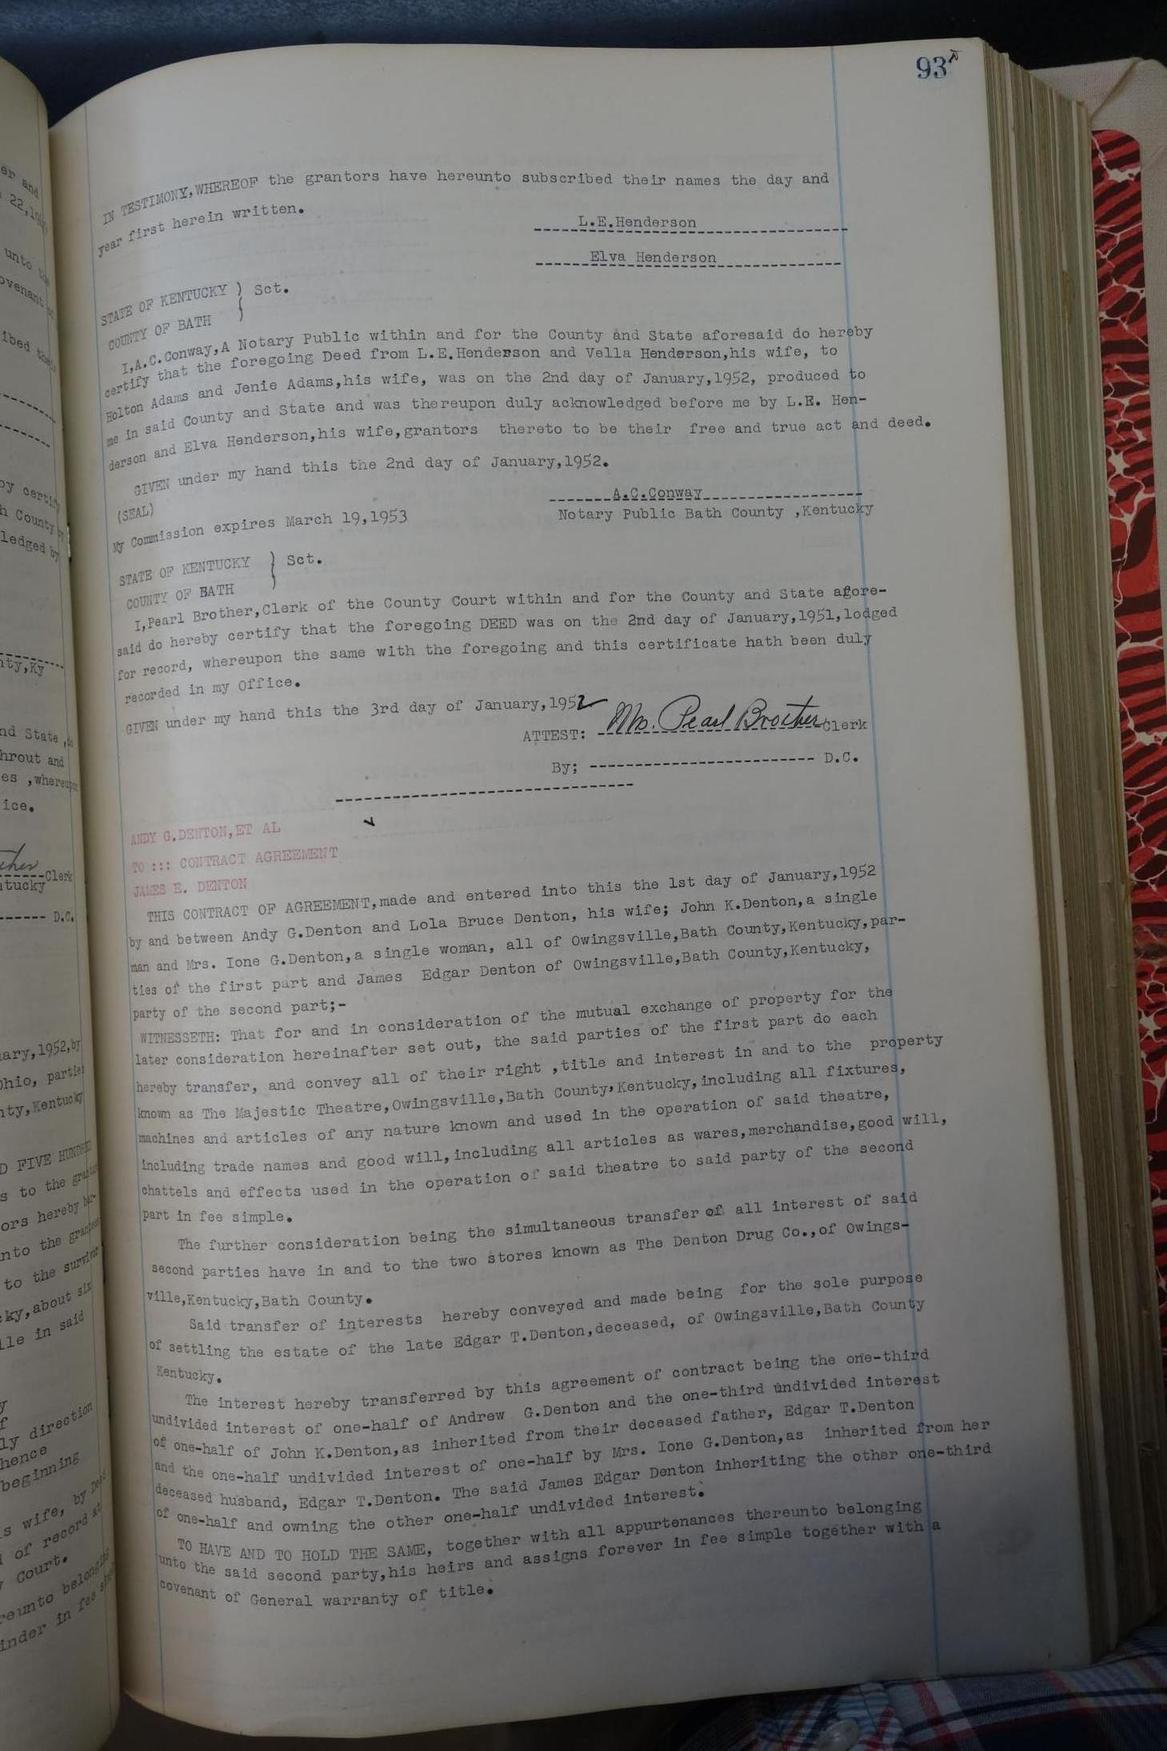 93
IN TESTIMONY,WHEREOF the grantors have hereunto subscribed their names the day and
year first herein written.
L.E.Henderson
Elva Henderson
STATE OF KENTUCKY ) Sct.
COUNTY OF BATH )
I,A.C.Conway,A Notary Public within and for the County and State aforesaid do hereby
certify that the foregoing Deed from L.E.Henderson and Vella Henderson,his wife, to
Holton Adams and Jenie Adams,his wife, was on the 2nd day of January,1952, produced to
me in said County and State and was thereupon duly acknowledged before me by L.E. Hen-
derson and Elva Henderson,his wife,grantors thereto to be their free and true act and deed.
GIVEN under my hand this the 2nd day of January,1952.
(SEAL)
A.C.Conway
My Commission expires March 19,1953
Notary Public Bath County ,Kentucky
STATE OF KENTUCKY ) Sct.
COUNTY OF BATH )
I,Pearl Brother,Clerk of the County Court within and for the County and State afore-
said do hereby certify that the foregoing DEED was on the 2nd day of January,1951,lodged
for record, whereupon the same with the foregoing and this certificate hath been duly
recorded in my Office.
GIVEN under my hand this the 3rd day of January,1952
ATTEST: Mrs. Pearl Brother Clerk
By; ---------------------- D.C.
ANDY G.DENTON,ET AL
TO ::: CONTRACT AGREEMENT
JAMES E. DENTON
THIS CONTRACT OF AGREEMENT,made and entered into this the 1st day of January,1952
by and between Andy G.Denton and Lola Bruce Denton, his wife; John K.Denton,a single
man and Mrs. Ione G.Denton,a single woman, all of Owingsville,Bath County,Kentucky,par-
ties of the first part and James Edgar Denton of Owingsville,Bath County,Kentucky,
party of the second part;-
WITNESSETH: That for and in consideration of the mutual exchange of property for the
later consideration hereinafter set out, the said parties of the first part do each
hereby transfer, and convey all of their right ,title and interest in and to the property
known as The Majestic Theatre,Owingsville,Bath County,Kentucky,including all fixtures,
machines and articles of any nature known and used in the operation of said theatre,
including trade names and good will,including all articles as wares,merchandise,good will,
chattels and effects used in the operation of said theatre to said party of the second
part in fee simple.
The further consideration being the simultaneous transfer of all interest of said
second parties have in and to the two stores known as The Denton Drug Co.,of Owings-
ville,Kentucky,Bath County.
Said transfer of interests hereby conveyed and made being for the sole purpose
of settling the estate of the late Edgar T.Denton,deceased, of Owingsville,Bath County
Kentucky.
The interest hereby transferred by this agreement of contract being the one-third
undivided interest of one-half of Andrew G.Denton and the one-third undivided interest
of one-half of John K.Denton,as inherited from their deceased father, Edgar T.Denton
and the one-half undivided interest of one-half by Mrs. Ione G.Denton,as inherited from her
deceased husband, Edgar T.Denton. The said James Edgar Denton inheriting the other one-third
of one-half and owning the other one-half undivided interest.
TO HAVE AND TO HOLD THE SAME, together with all appurtenances thereunto belonging
unto the said second party,his heirs and assigns forever in fee simple together with a
covenant of General warranty of title.